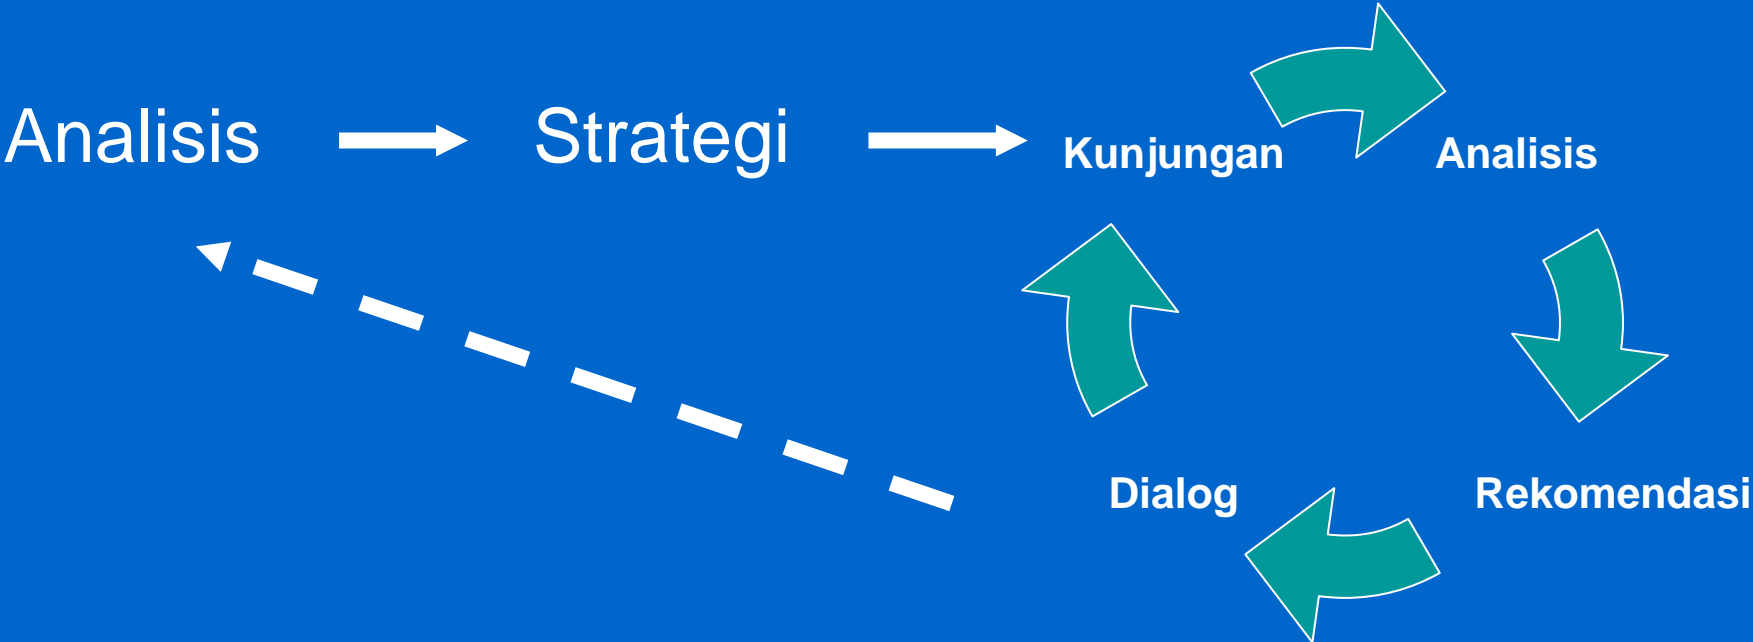 Analisis
Strategi
Kunjungan
Analisis
Rekomendasi
Dialog